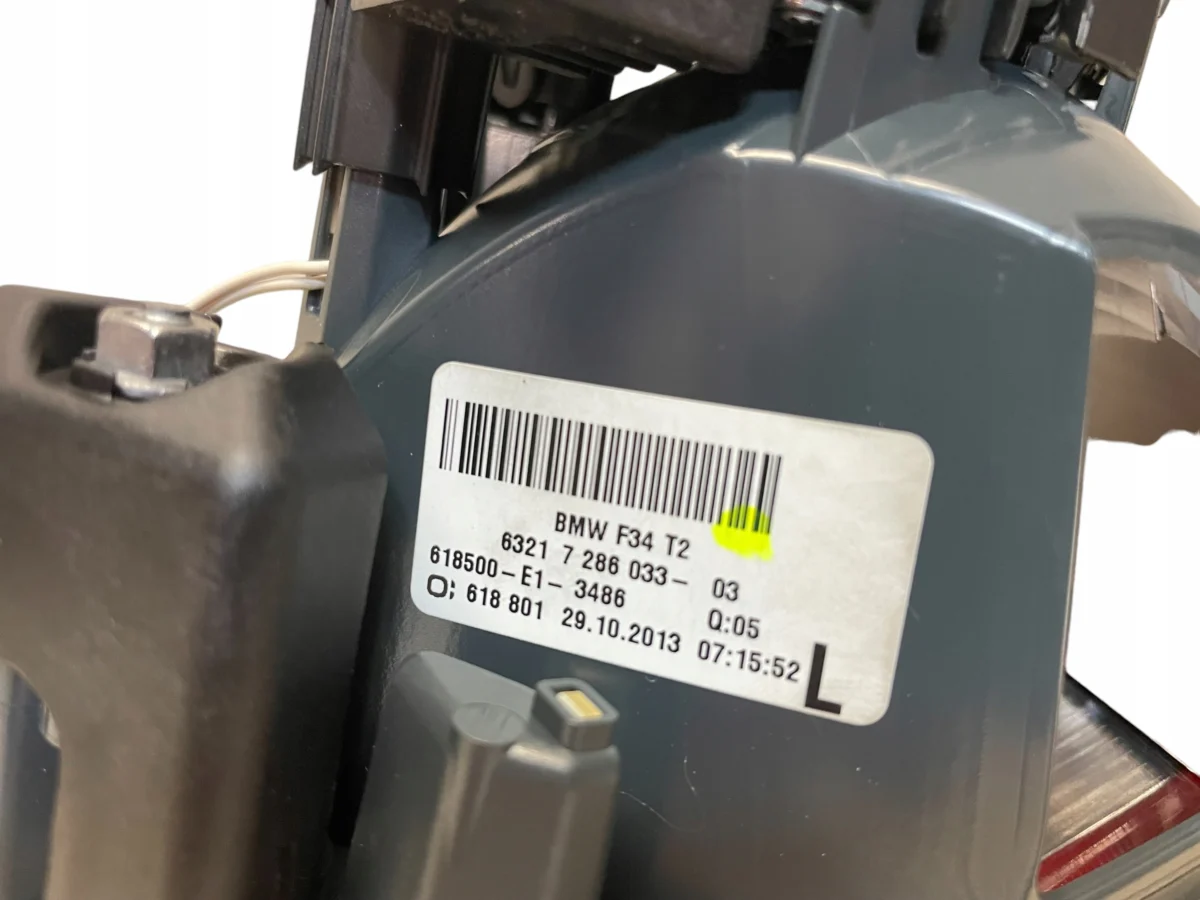 BMW F34 T2
6321 7 286 033- 03
618500-E1- 3486 Q:05
O; 618 801 29.10.2013 07:15:52 L